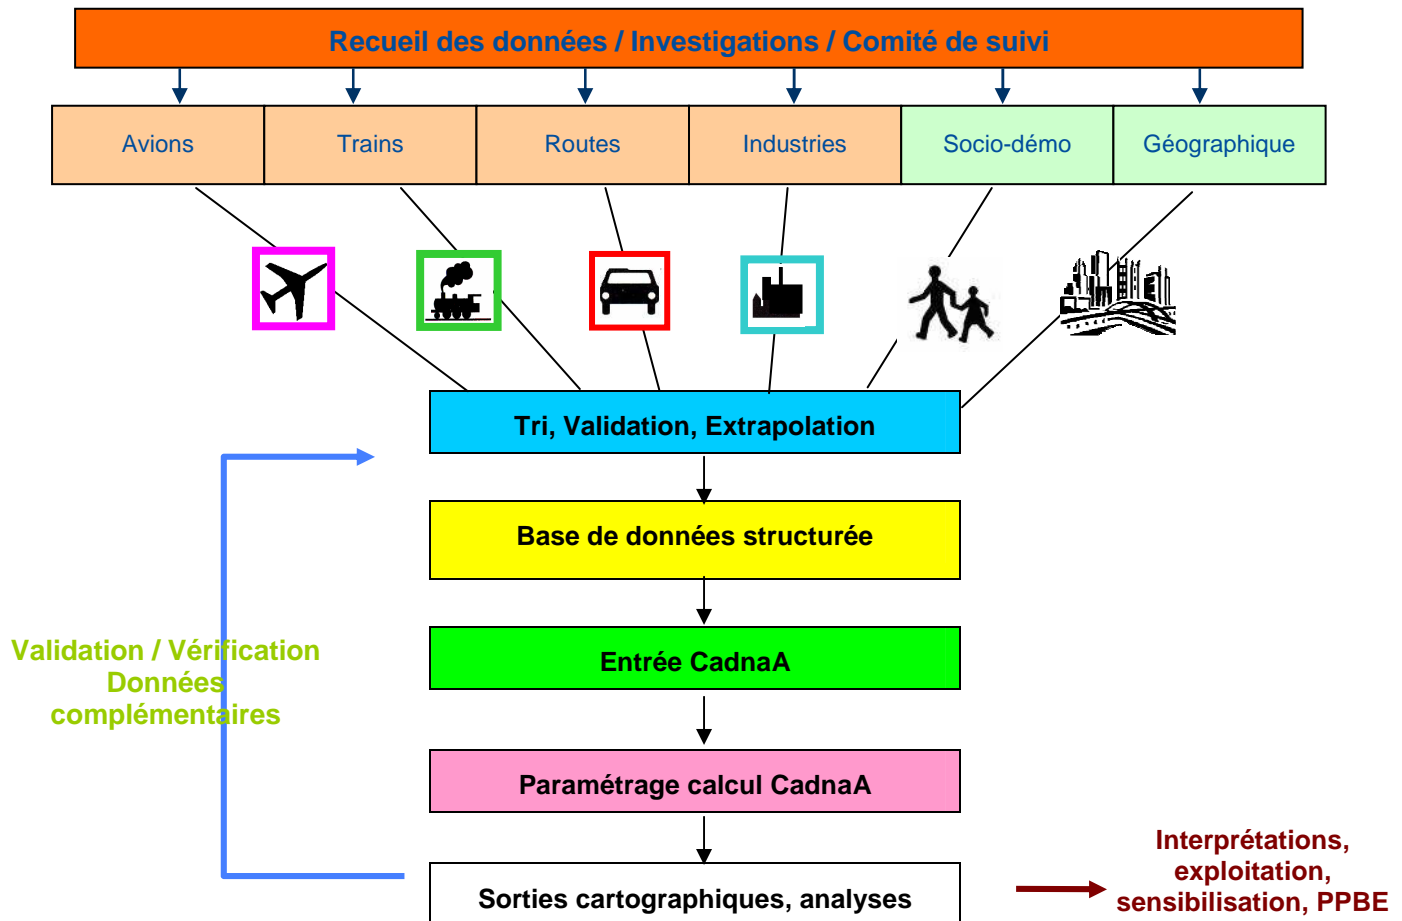 Recueil des données / Investigations / Comité de suivi
Avions
Trains
Routes
Industries
Socio-démo
Géographique
Tri, Validation, Extrapolation
Base de données structurée
Entrée CadnaA
Validation / Vérification
Données
complémentaires
Paramétrage calcul CadnaA
Sorties cartographiques, analyses
Interprétations,
exploitation,
sensibilisation, PPBE